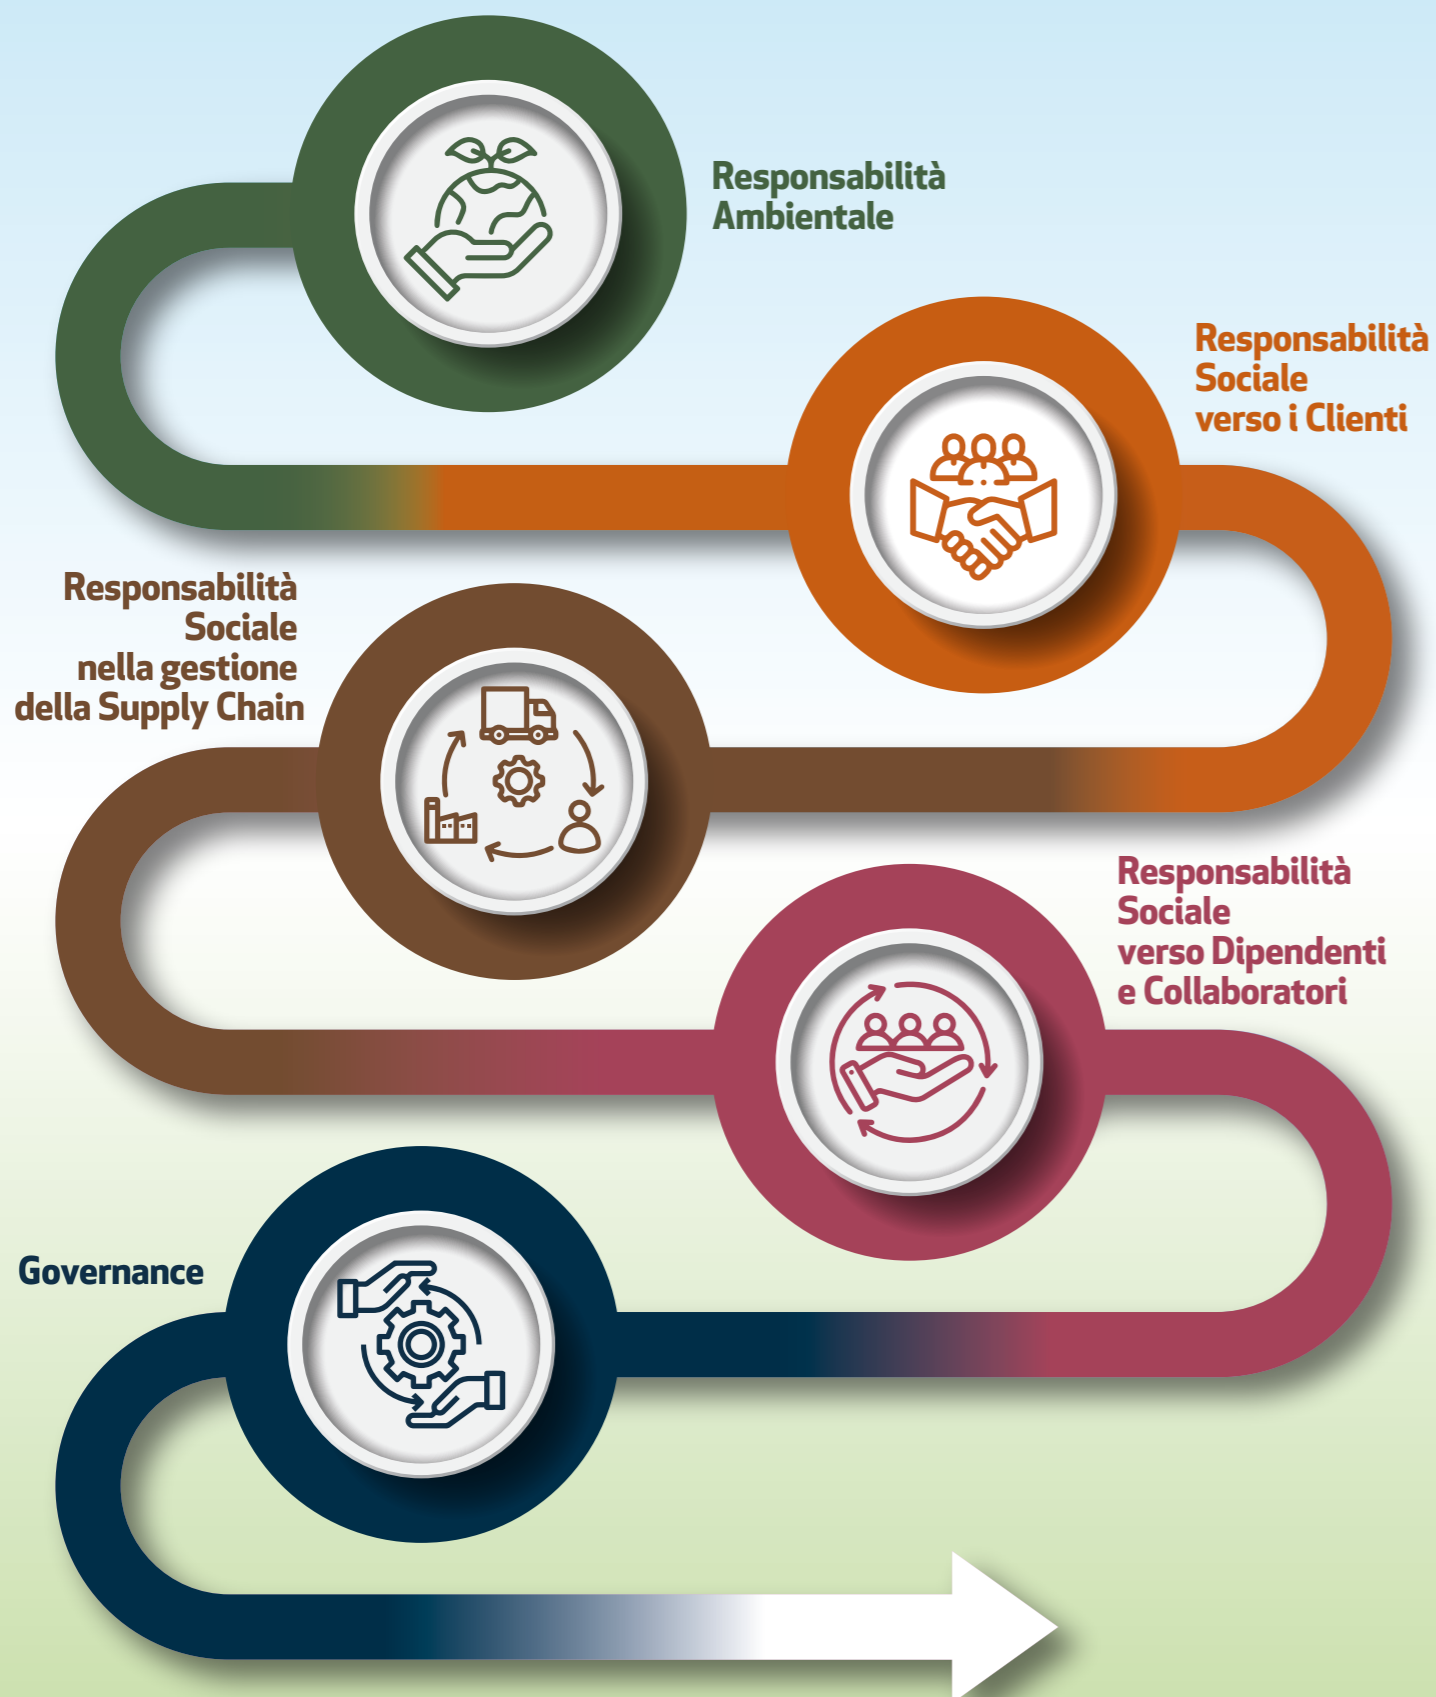 Responsabilità
Ambientale
Responsabilità
Sociale
verso i Clienti
Responsabilità
Sociale
nella gestione
della Supply Chain
Responsabilità
Sociale
verso Dipendenti
e Collaboratori
Governance